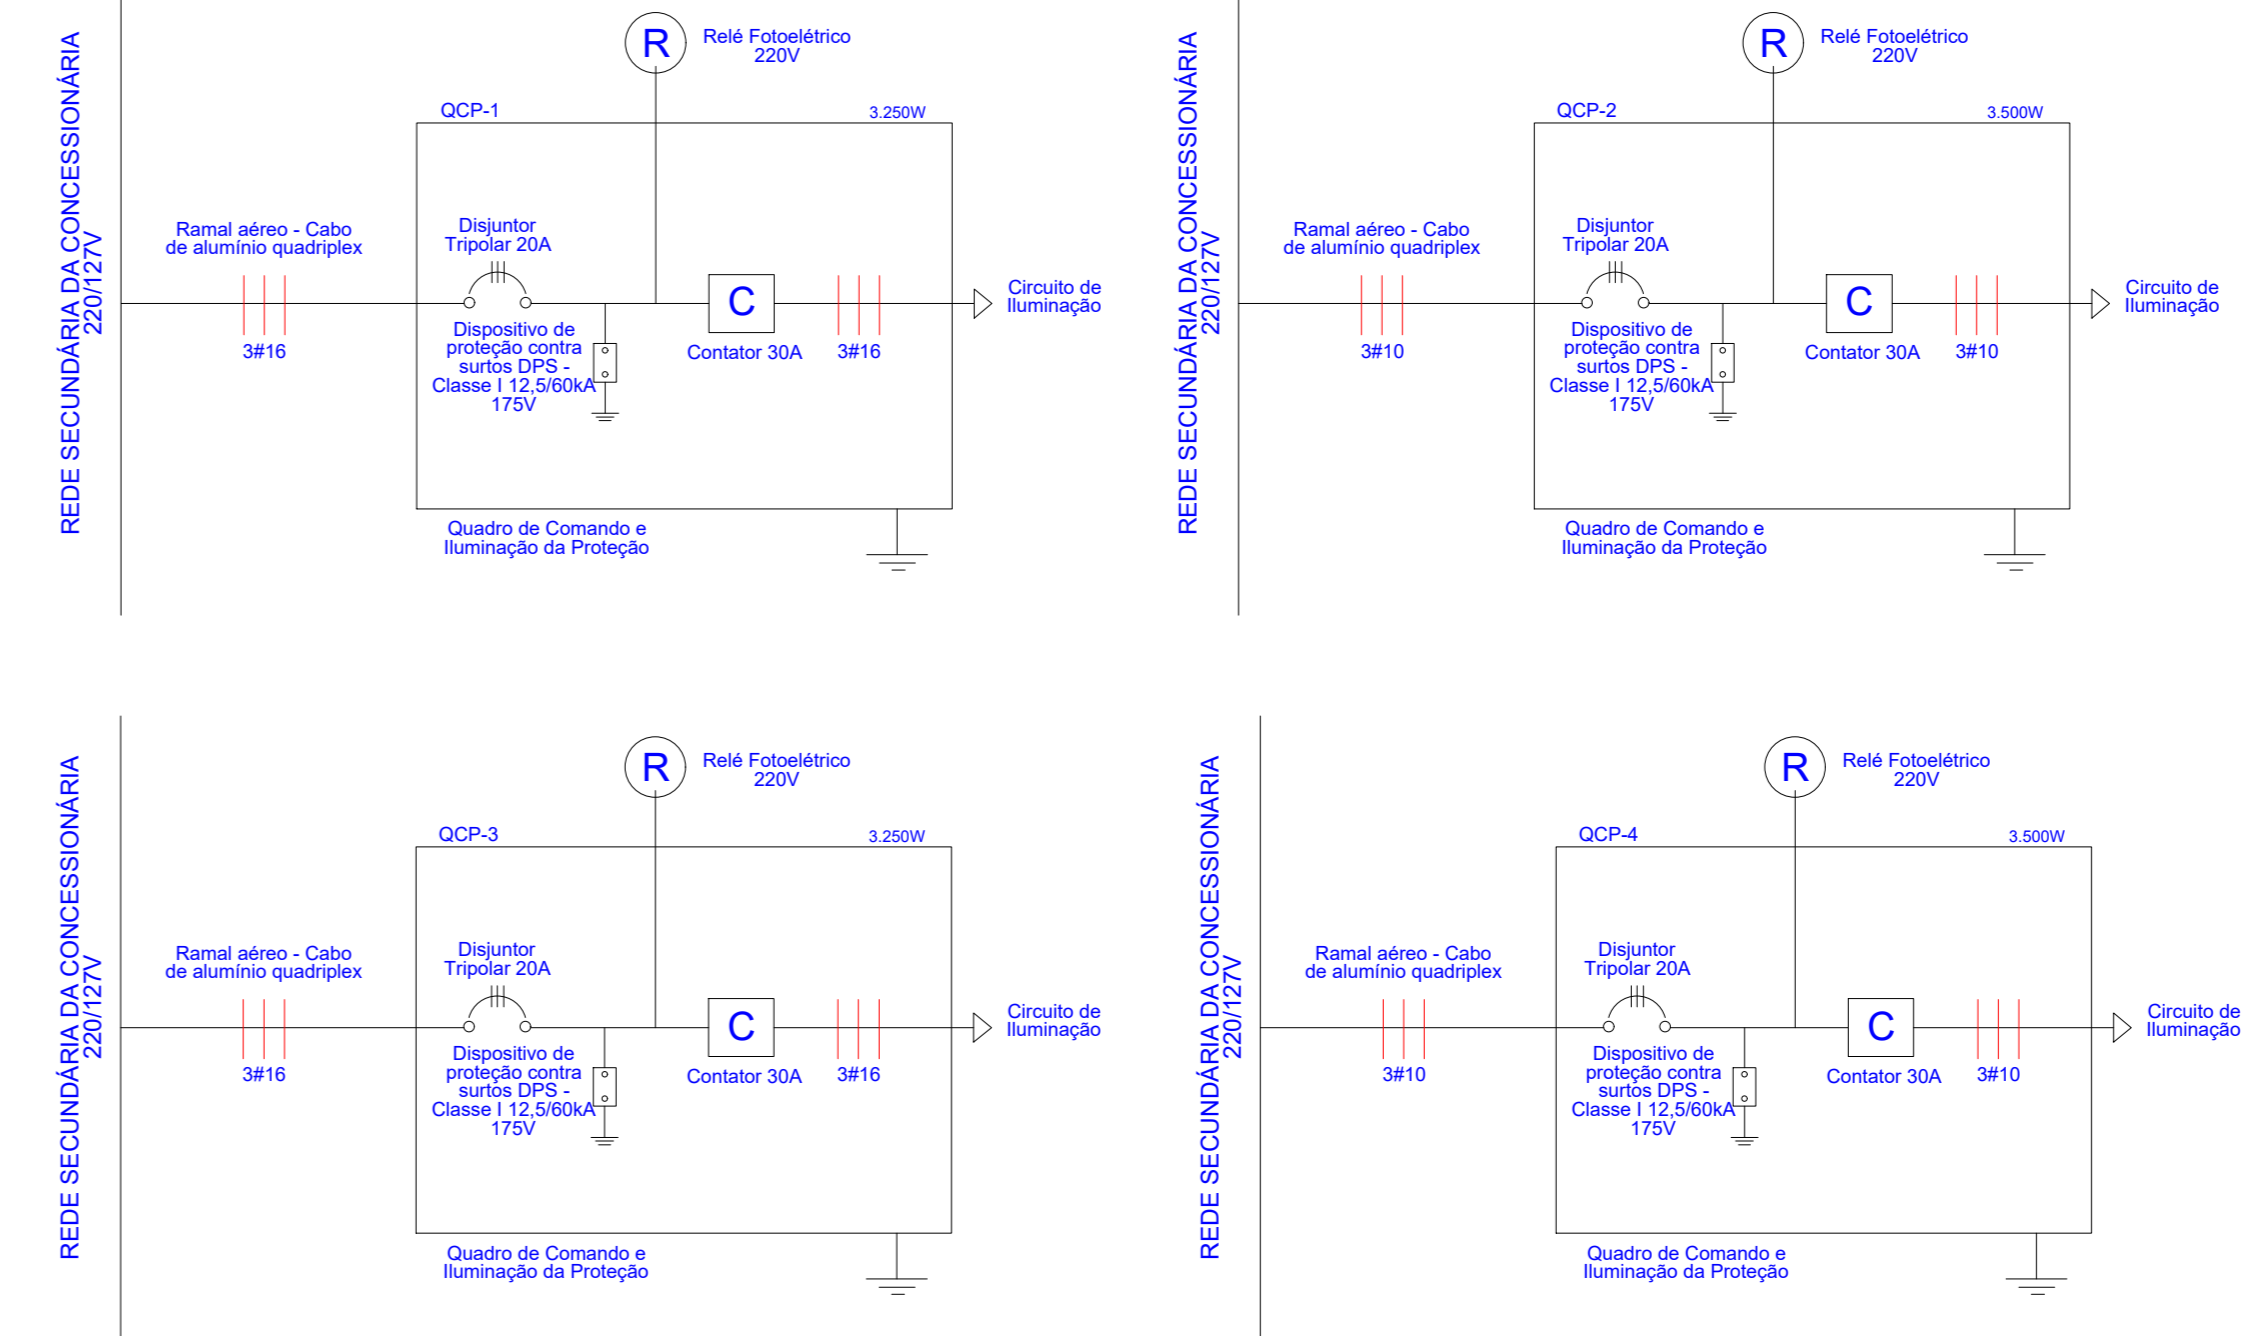 REDE SECUNDÁRIA DA CONCESSIONÁRIA
220/127V
R
Relé Fotoelétrico
220V
QCP-1
3.250W
Ramal aéreo - Cabo
de alumínio quadriplex
3#16
Disjuntor
Tripolar 20A
Dispositivo de
proteção contra
surtos DPS -
Classe I 12,5/60kA
175V
C
Contator 30A
3#16
Circuito de
Iluminação
Quadro de Comando e
Iluminação da Proteção
REDE SECUNDÁRIA DA CONCESSIONÁRIA
220/127V
R
Relé Fotoelétrico
220V
QCP-2
3.500W
Ramal aéreo - Cabo
de alumínio quadriplex
3#10
Disjuntor
Tripolar 20A
Dispositivo de
proteção contra
surtos DPS -
Classe I 12,5/60kA
175V
C
Contator 30A
3#10
Circuito de
Iluminação
Quadro de Comando e
Iluminação da Proteção
REDE SECUNDÁRIA DA CONCESSIONÁRIA
220/127V
R
Relé Fotoelétrico
220V
QCP-3
3.250W
Ramal aéreo - Cabo
de alumínio quadriplex
3#16
Disjuntor
Tripolar 20A
Dispositivo de
proteção contra
surtos DPS -
Classe I 12,5/60kA
175V
C
Contator 30A
3#16
Circuito de
Iluminação
Quadro de Comando e
Iluminação da Proteção
REDE SECUNDÁRIA DA CONCESSIONÁRIA
220/127V
R
Relé Fotoelétrico
220V
QCP-4
3.500W
Ramal aéreo - Cabo
de alumínio quadriplex
3#10
Disjuntor
Tripolar 20A
Dispositivo de
proteção contra
surtos DPS -
Classe I 12,5/60kA
175V
C
Contator 30A
3#10
Circuito de
Iluminação
Quadro de Comando e
Iluminação da Proteção